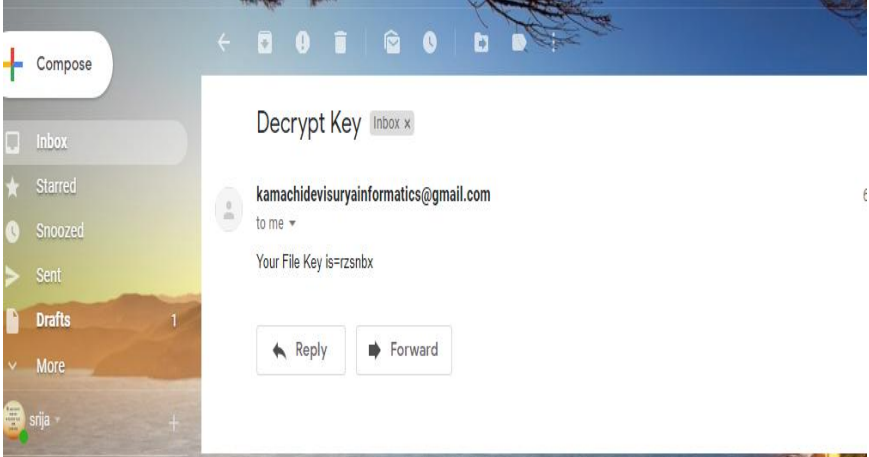 Compose
Inbox
Starred
Snoozed
Sent
Drafts 1
More
srija
Decrypt Key Inbox x
kamachidevisuryainformatics@gmail.com
to me
Your File Key is=rzsnbx
Reply Forward